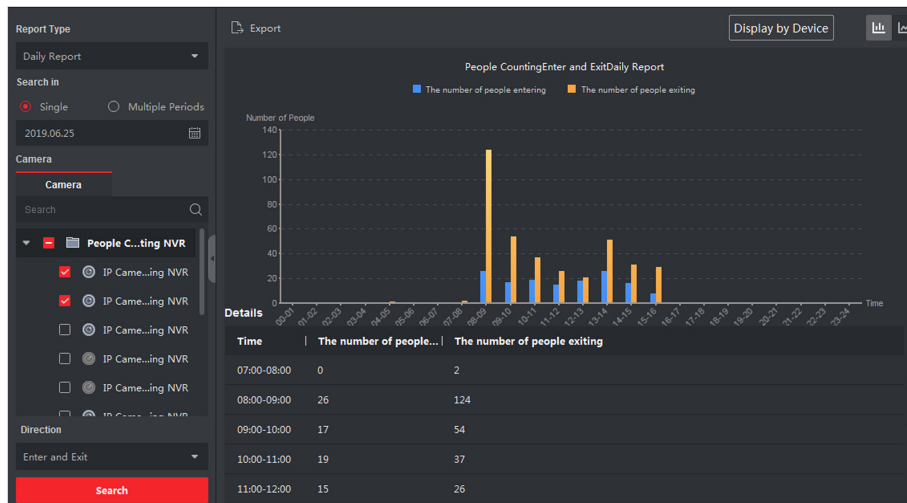 Report Type
Daily Report
Search in
Single
Multiple Periods
2019.06.25
Camera
Camera
Search
People C...ting NVR
IP Came...ing NVR
IP Came...ing NVR
IP Came...ing NVR
IP Came...ing NVR
IP Came...ing NVR
IP Came...ing NVR
Direction
Enter and Exit
Search
Export
Display by Device
People CountingEnter and ExitDaily Report
The number of people entering
The number of people exiting
Number of People
140
120
100
80
60
40
20
0
00-01 01-02 02-03 03-04 04-05 05-06 06-07 07-08 08-09 09-10 10-11 11-12 12-13 13-14 14-15 15-16 16-17 17-18 18-19 19-20 20-21 21-22 22-23 23-24
Time
Details
Time The number of people... The number of people exiting
07:00-08:00 0 2
08:00-09:00 26 124
09:00-10:00 17 54
10:00-11:00 19 37
11:00-12:00 15 26